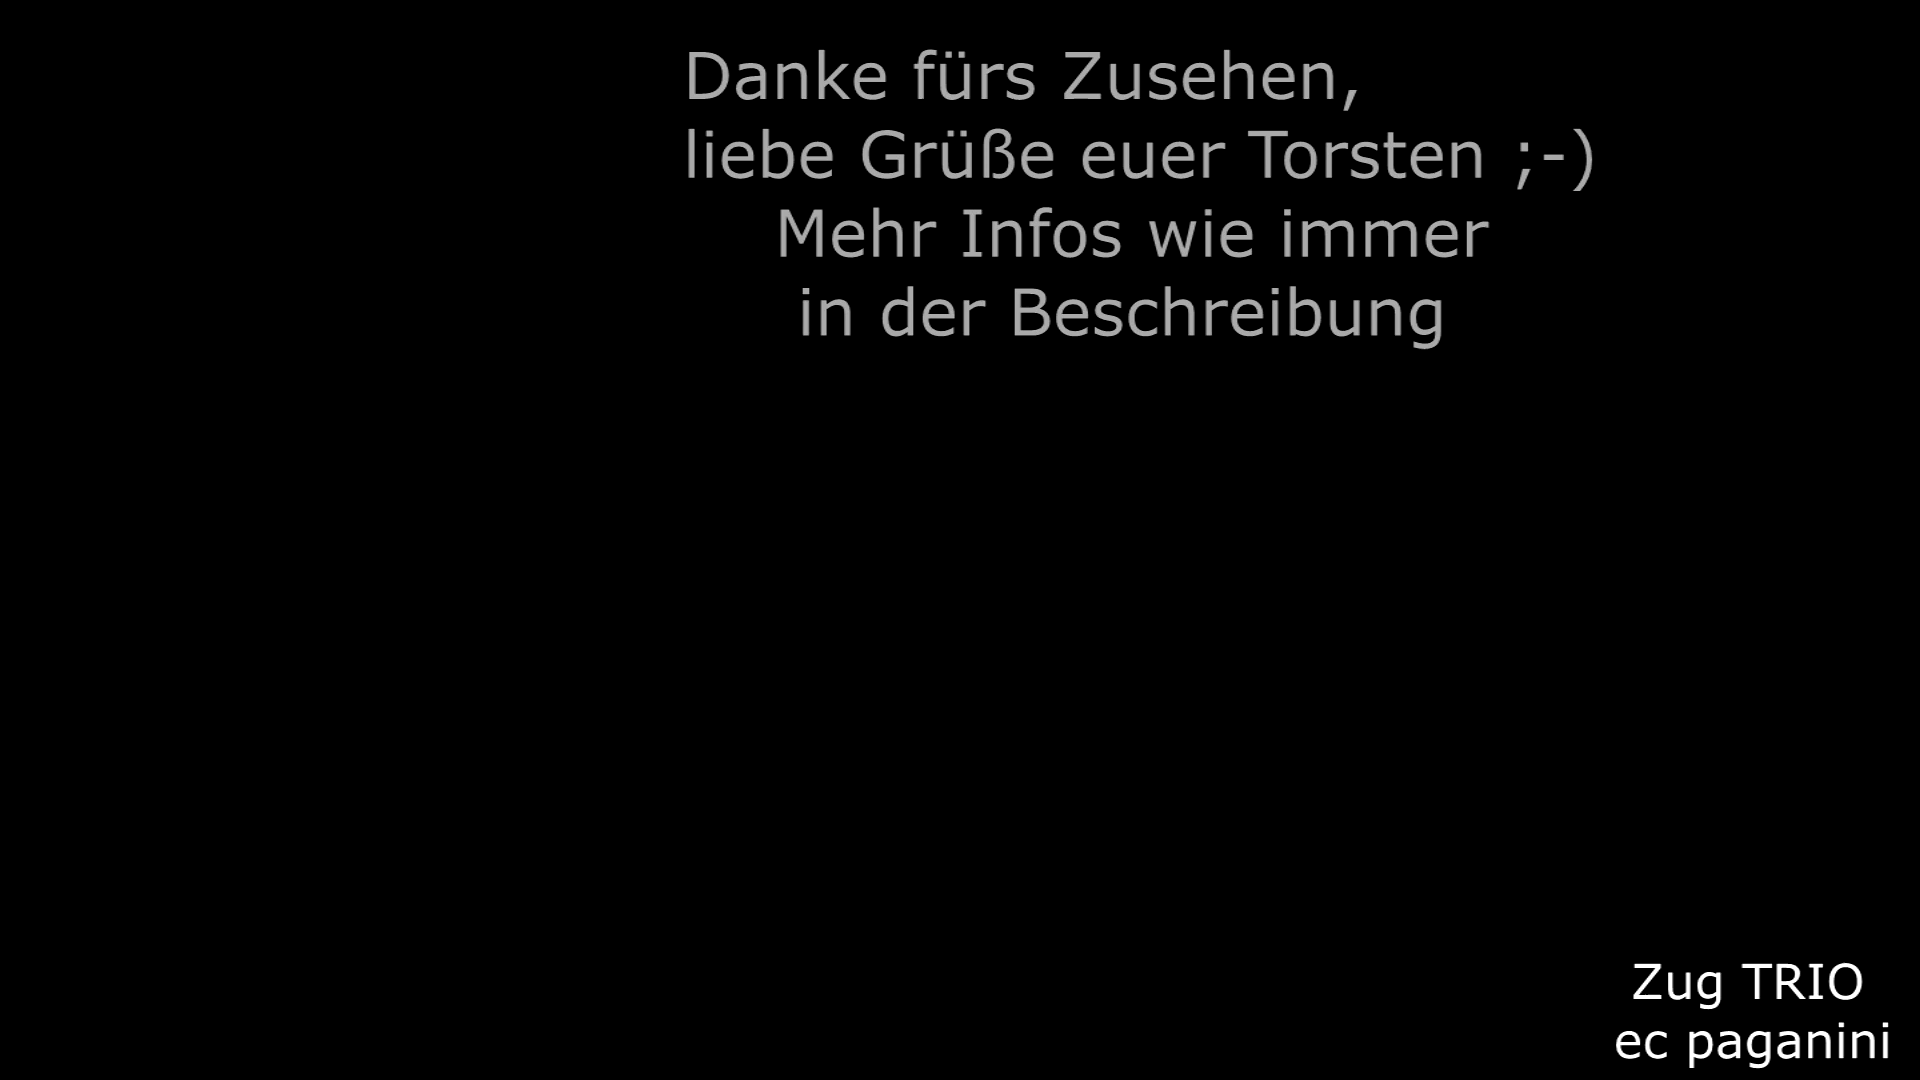 Danke fürs Zusehen,
liebe Grüße euer Torsten ;-)
Mehr Infos wie immer
in der Beschreibung
Zug TRIO
ec paganini